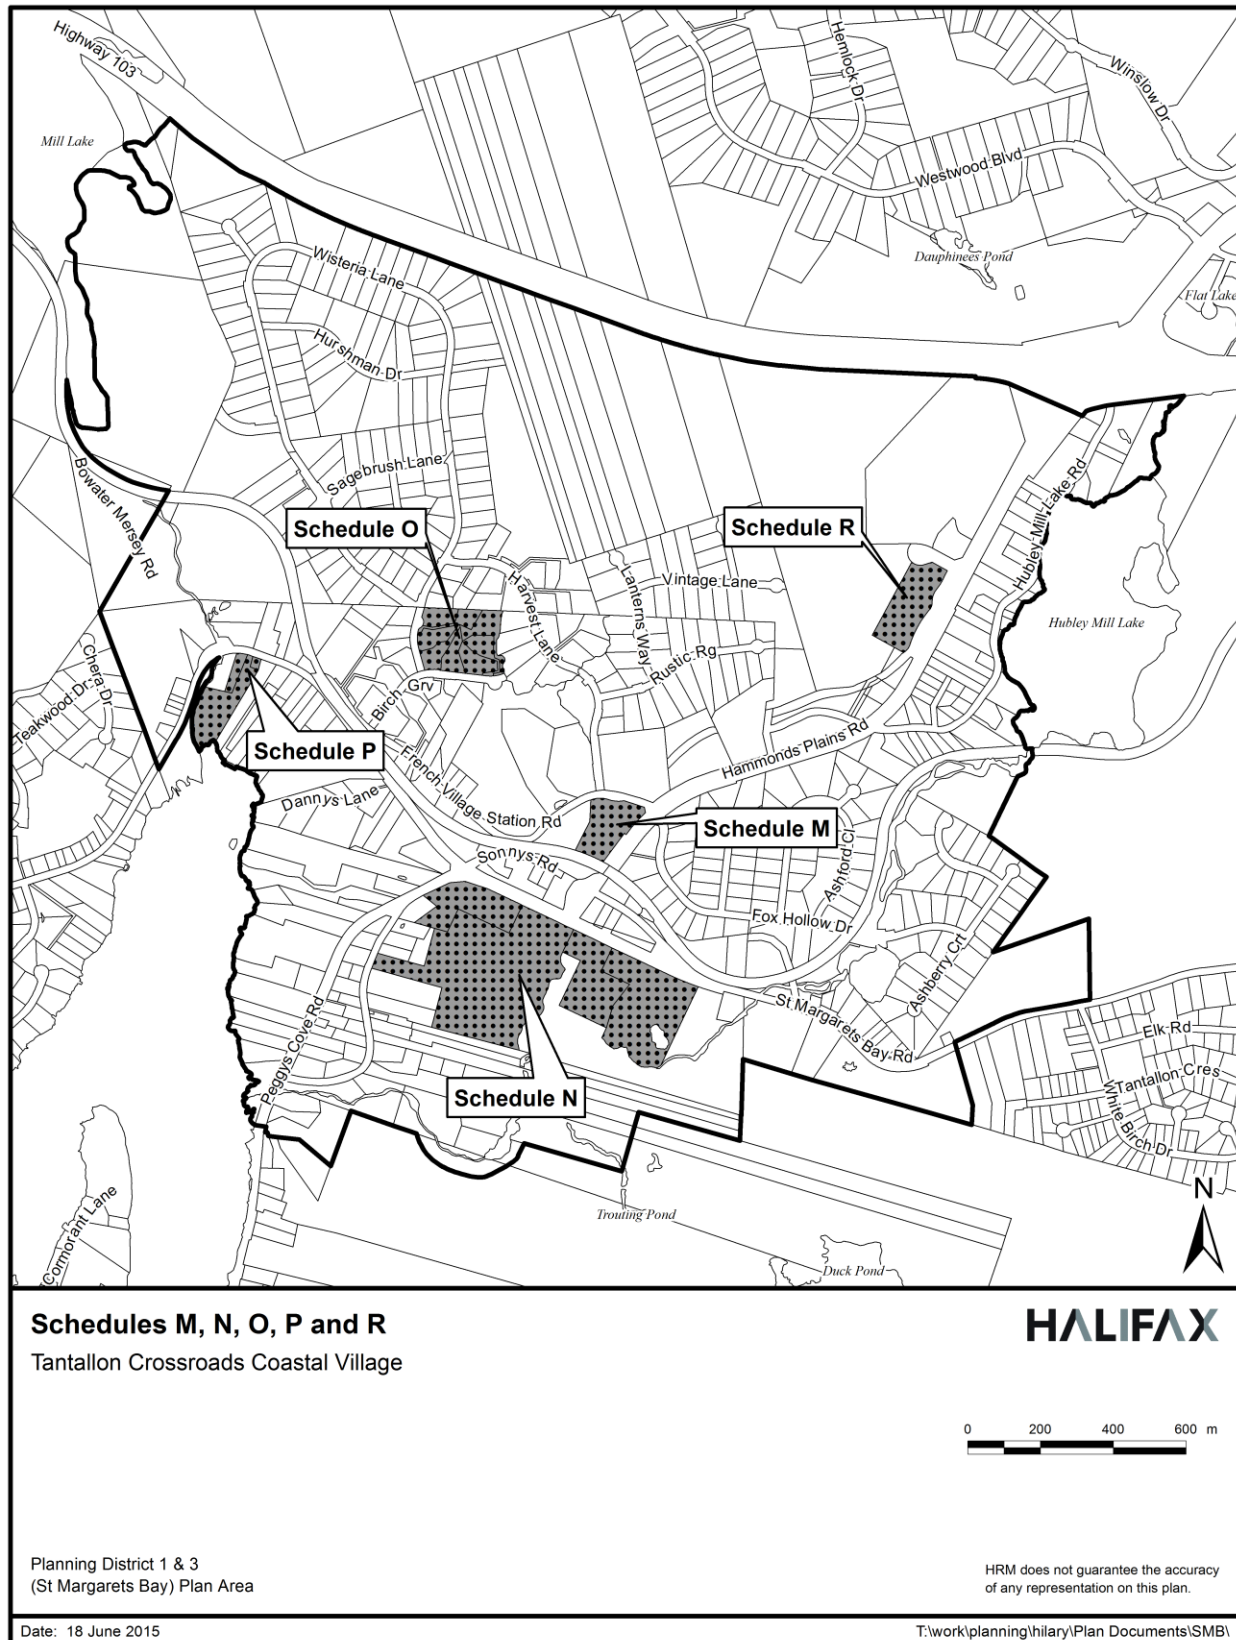 Highway 103
Hemlock Dr
Winslow Dr
Mill Lake
Westwood Blvd
Dauphinees Pond
Flat Lake
Wisteria Lane
Hurshman Dr
Sagebrush Lane
Bowater Mersey Rd
Schedule O
Schedule R
Hubley Mill Lake Rd
Harvest Lane
Lanterns Way
Vintage Lane
Hubley Mill Lake
Chera Dr
Teakwood Dr
Rustic Rg
Birch Grv
Schedule P
Hammonds Plains Rd
Dannys Lane
French Village Station Rd
Schedule M
Sonnys Rd
Ashford Cl
Fox Hollow Dr
Ashberry Crt
Peggys Cove Rd
St Margarets Bay Rd
Elk Rd
Tantallon Cres
White Birch Dr
Schedule N
Cormorant Lane
Trouting Pond
Duck Pond
N
Schedules M, N, O, P and R
Tantallon Crossroads Coastal Village
HALIFAX
0 200 400 600 m
Planning District 1 & 3
(St Margarets Bay) Plan Area
HRM does not guarantee the accuracy
of any representation on this plan.
Date: 18 June 2015
T:\work\planning\hilary\Plan Documents\SMB\